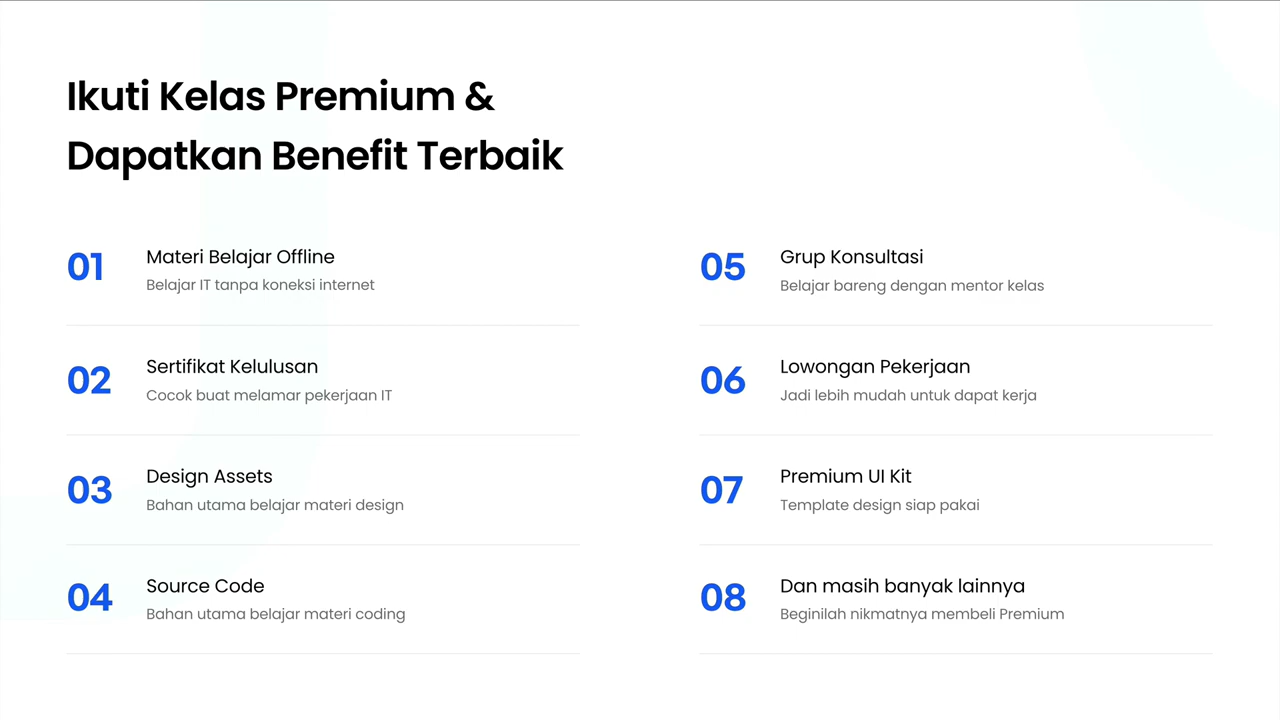 Ikuti Kelas Premium &
Dapatkan Benefit Terbaik
01
Materi Belajar Offline
Belajar IT tanpa koneksi internet
02
Sertifikat Kelulusan
Cocok buat melamar pekerjaan IT
03
Design Assets
Bahan utama belajar materi design
04
Source Code
Bahan utama belajar materi coding
05
Grup Konsultasi
Belajar bareng dengan mentor kelas
06
Lowongan Pekerjaan
Jadi lebih mudah untuk dapat kerja
07
Premium UI Kit
Template design siap pakai
08
Dan masih banyak lainnya
Beginilah nikmatnya membeli Premium